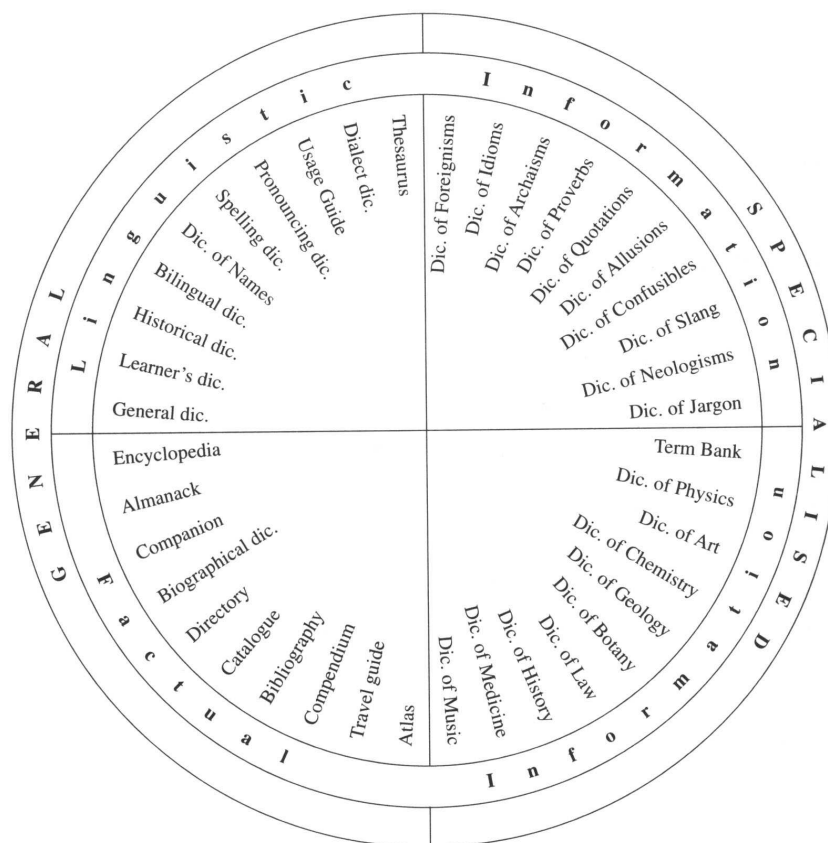 GENERAL
SPECIALISED
Linguistic
Information
Factual
Information
General dic.
Learner's dic.
Historical dic.
Bilingual dic.
Dic. of Names
Spelling dic.
Pronouncing dic.
Usage Guide
Dialect dic.
Thesaurus
Dic. of Foreignisms
Dic. of Idioms
Dic. of Archaisms
Dic. of Proverbs
Dic. of Quotations
Dic. of Allusions
Dic. of Confusibles
Dic. of Slang
Dic. of Neologisms
Dic. of Jargon
Encyclopedia
Almanack
Companion
Biographical dic.
Directory
Catalogue
Bibliography
Compendium
Travel guide
Atlas
Term Bank
Dic. of Physics
Dic. of Art
Dic. of Chemistry
Dic. of Geology
Dic. of Botany
Dic. of Law
Dic. of History
Dic. of Medicine
Dic. of Music